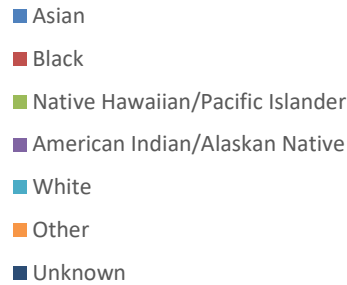 Asian
Black
Native Hawaiian/Pacific Islander
American Indian/Alaskan Native
White
Other
Unknown